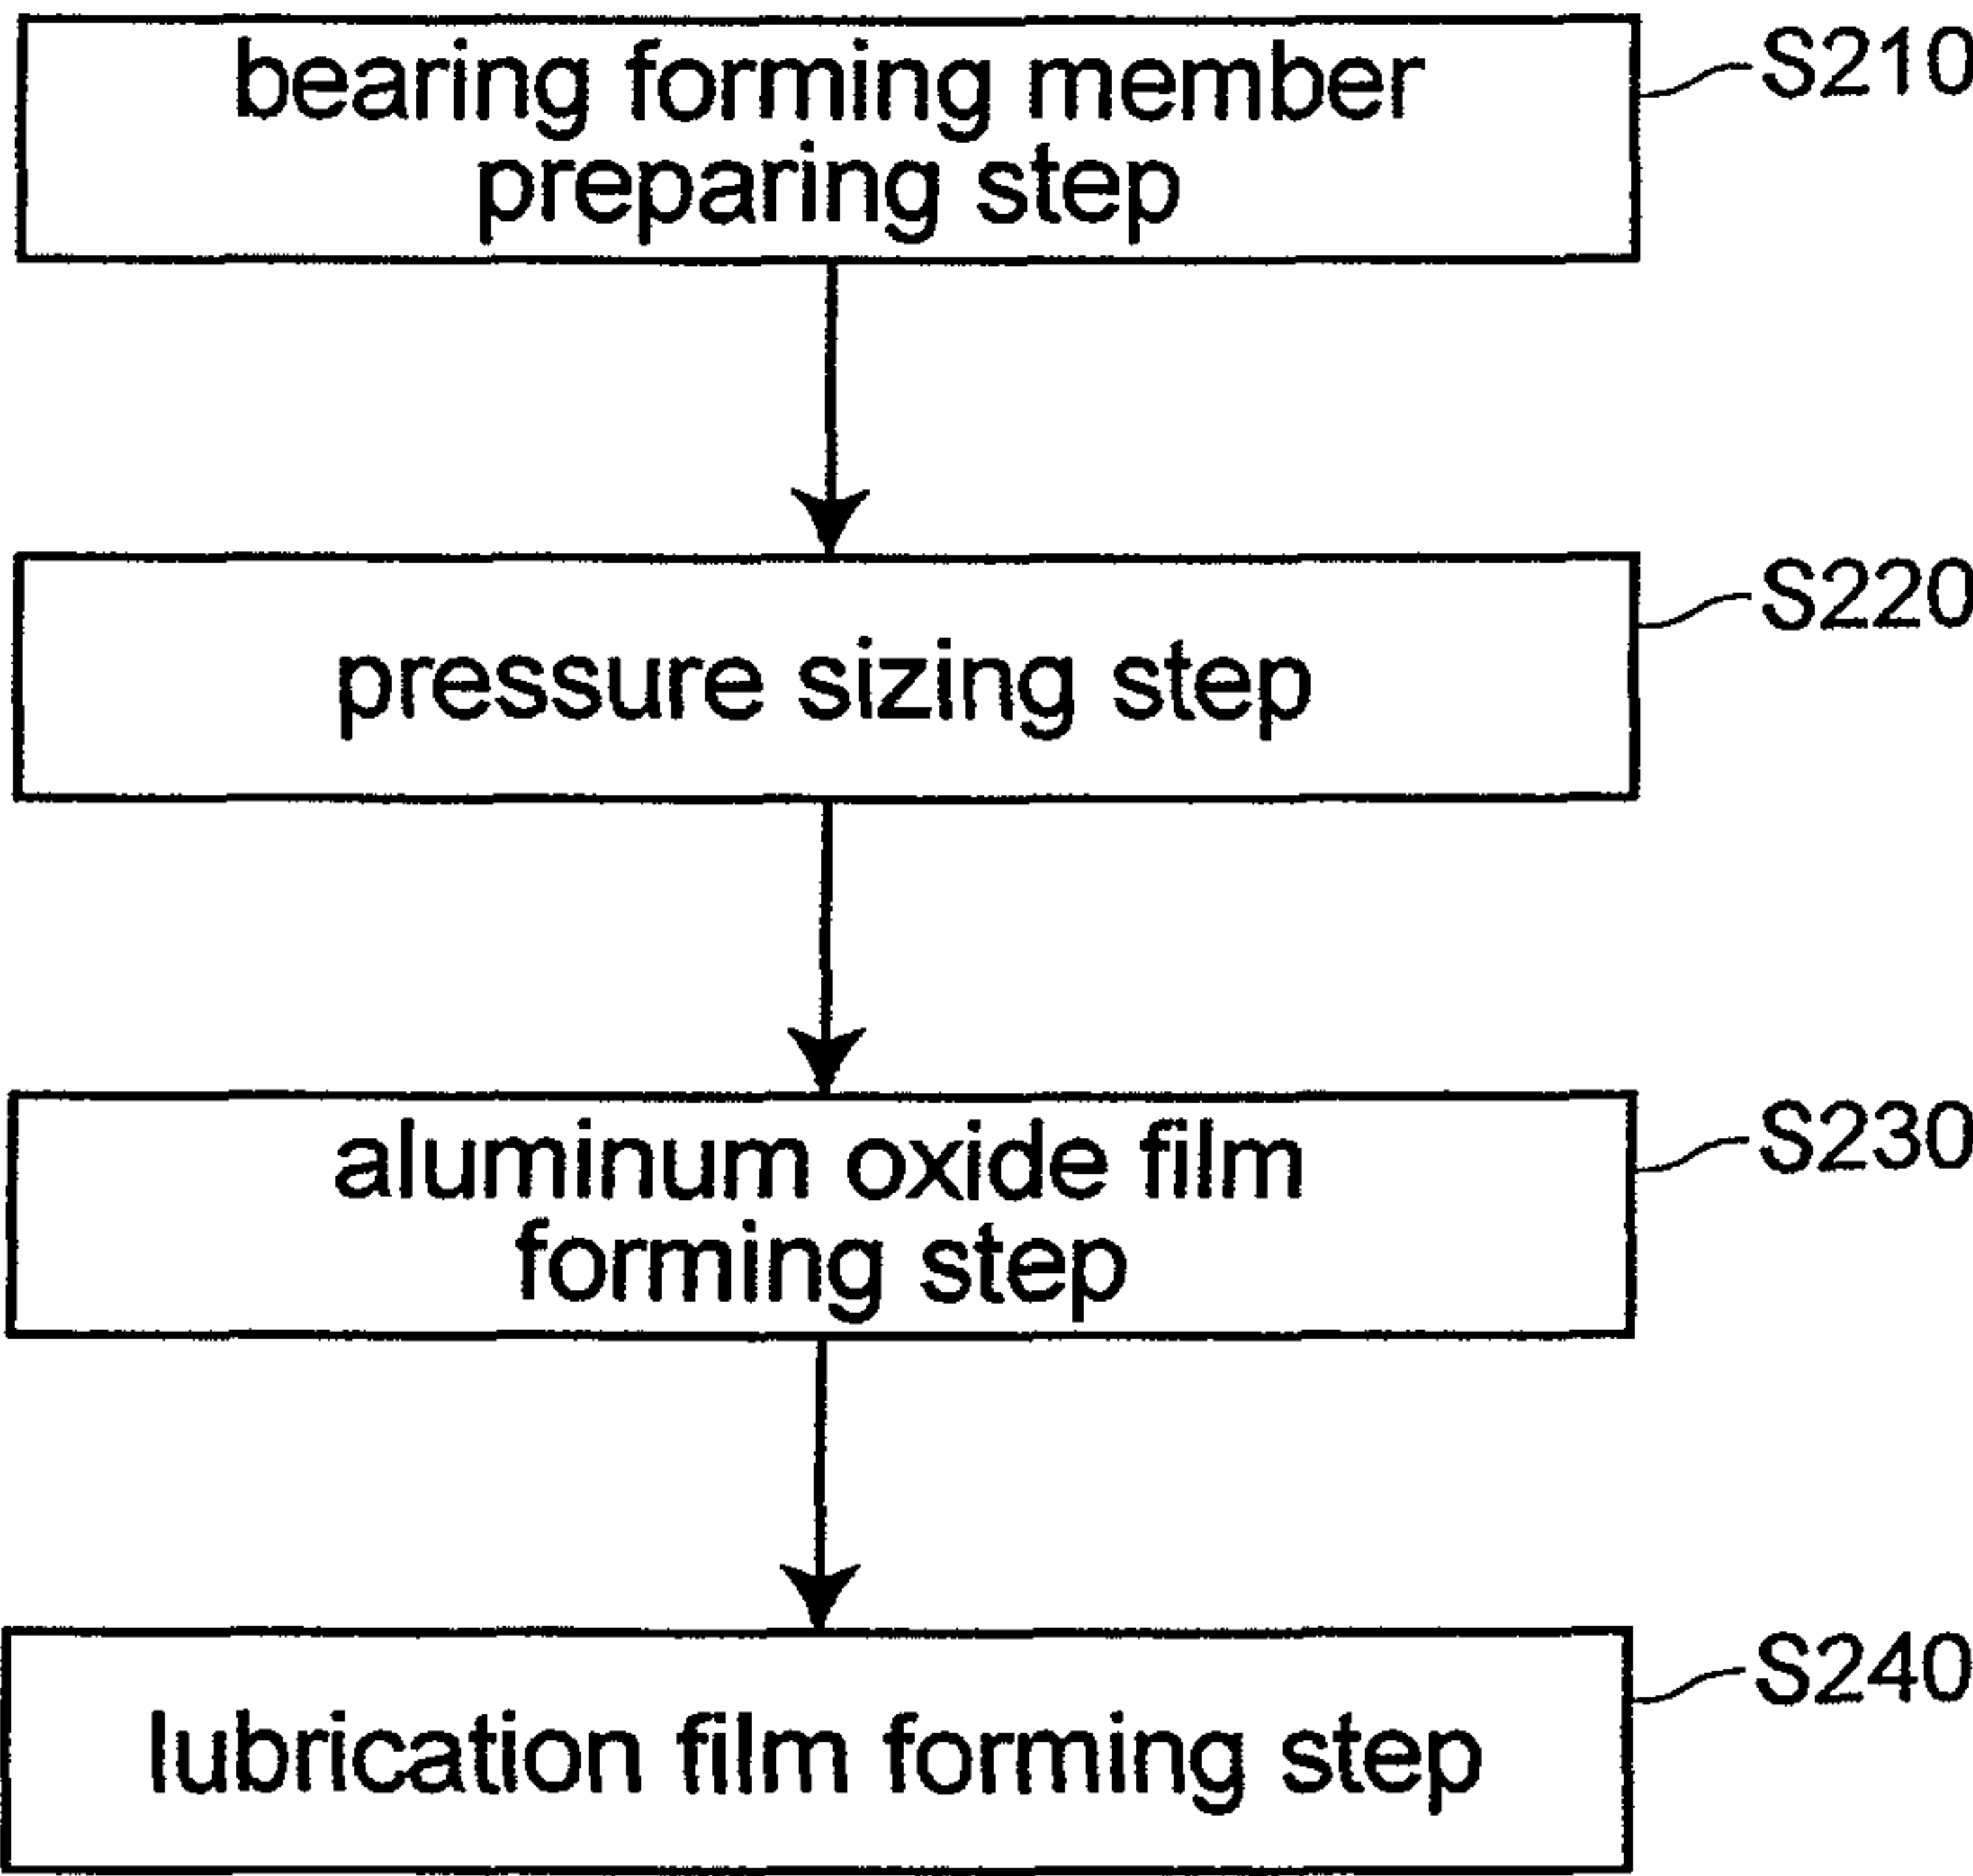 bearing forming member
preparing step
S210
pressure sizing step
S220
aluminum oxide film
forming step
S230
lubrication film forming step
S240